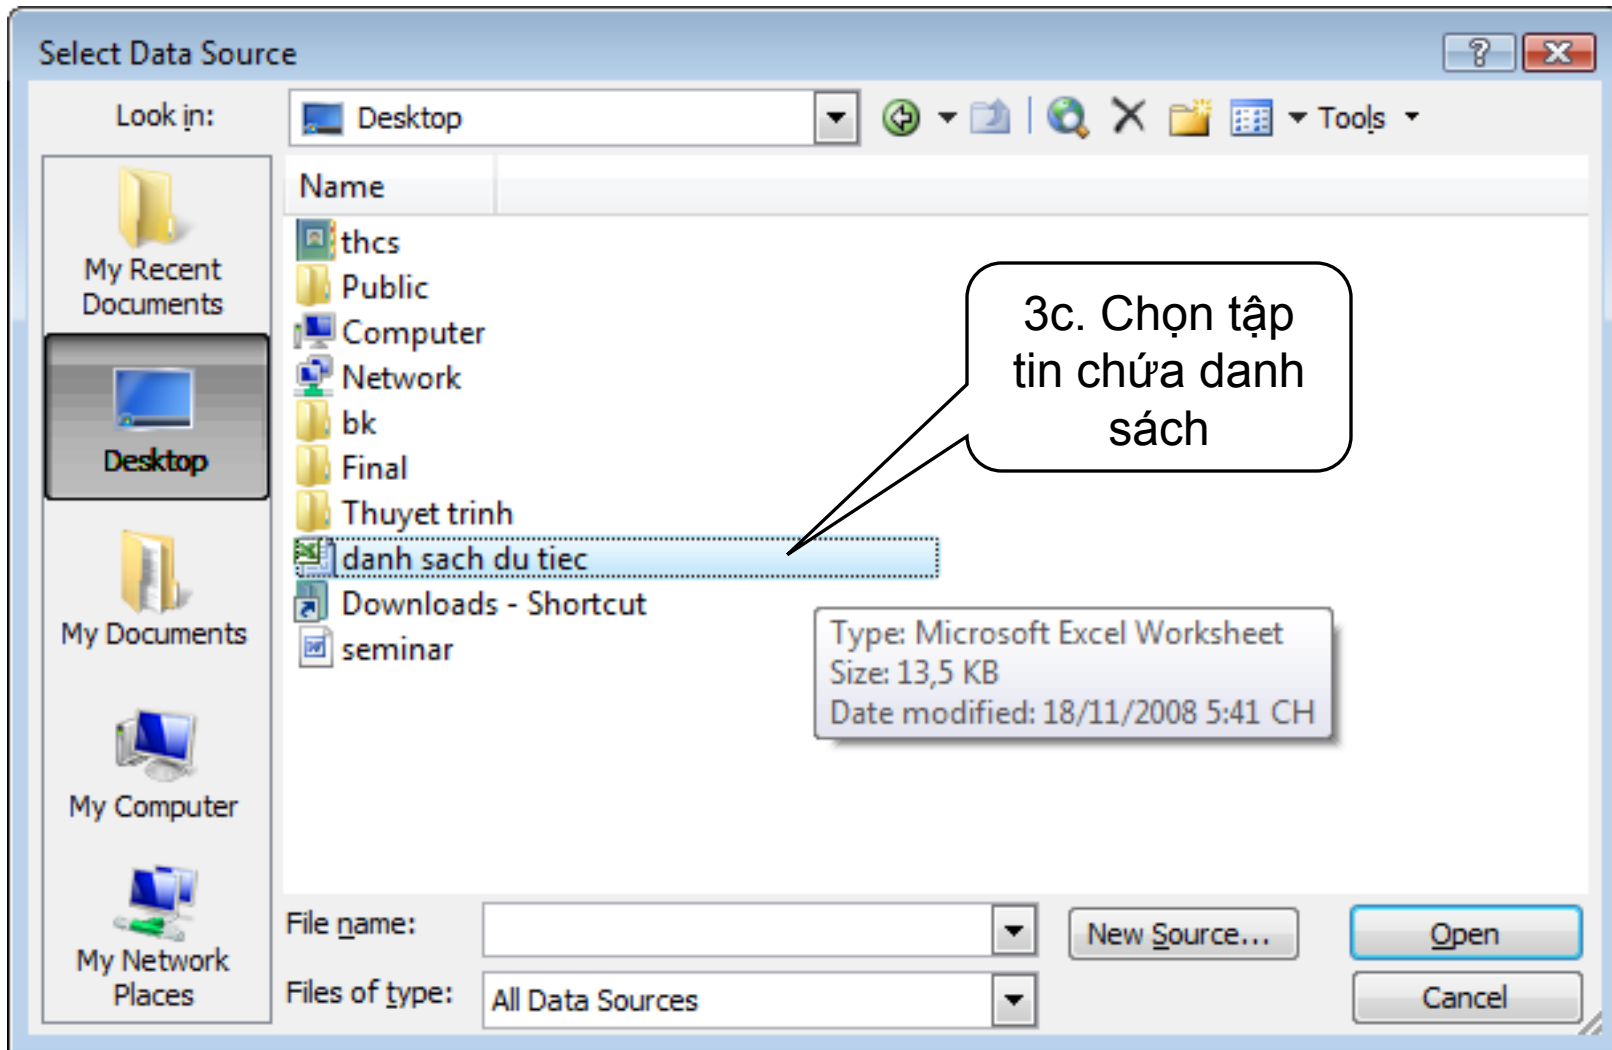 Select Data Source
Look in:
Desktop
Tools
My Recent
Documents
Desktop
My Documents
My Computer
My Network
Places
Name
thcs
Public
Computer
Network
bk
Final
Thuyet trinh
danh sach du tiec
Downloads - Shortcut
seminar
3c. Chọn tập
tin chứa danh
sách
Type: Microsoft Excel Worksheet
Size: 13,5 KB
Date modified: 18/11/2008 5:41 CH
File name:
New Source...
Open
Files of type:
All Data Sources
Cancel